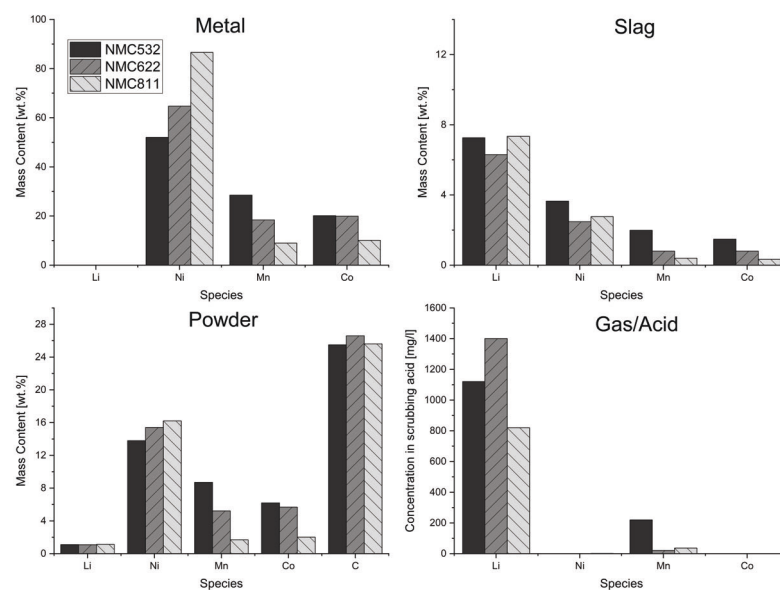 Metal
NMC532
NMC622
NMC811
100
80
60
40
20
0
Mass Content [wt.%]
Li Ni Mn Co
Species
Slag
12
8
4
0
Mass Content [wt.%]
Li Ni Mn Co
Species
Powder
28
24
20
16
12
8
4
0
Mass Content [wt.%]
Li Ni Mn Co C
Species
Gas/Acid
1600
1400
1200
1000
800
600
400
200
0
Concentration in scrubbing acid [mg/l]
Li Ni Mn Co
Species